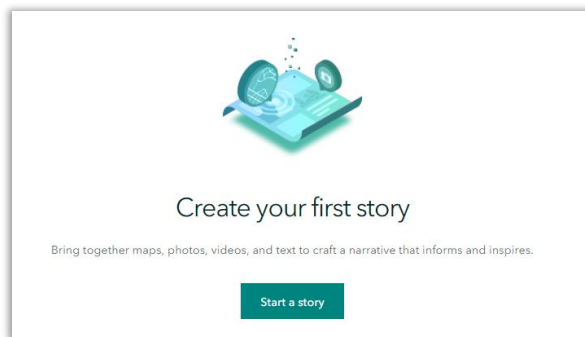 Create your first story
Bring together maps, photos, videos, and text to craft a narrative that informs and inspires.
Start a story